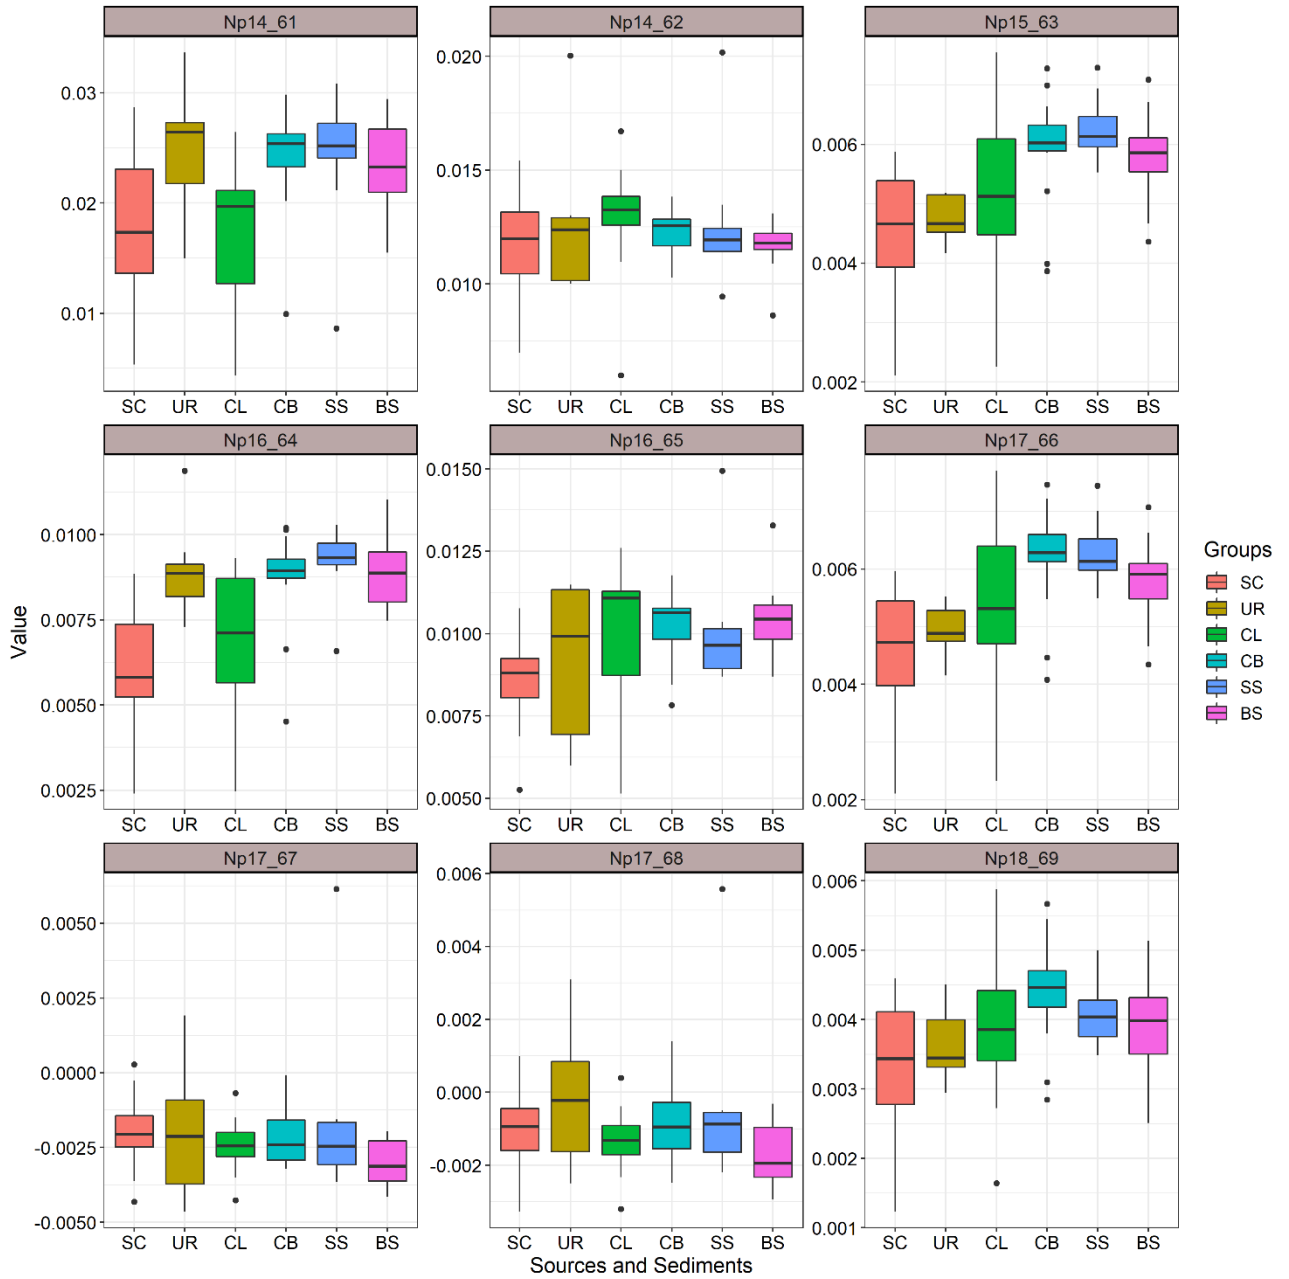 Np14_61
Np14_62
Np15_63
0.03
0.02
0.01
0.020
0.015
0.010
0.006
0.004
0.002
SC UR CL CB SS BS
SC UR CL CB SS BS
SC UR CL CB SS BS
Np16_64
Np16_65
Np17_66
0.0100
0.0075
0.0050
0.0025
0.0150
0.0125
0.0100
0.0075
0.0050
0.006
0.004
0.002
SC UR CL CB SS BS
SC UR CL CB SS BS
SC UR CL CB SS BS
Np17_67
Np17_68
Np18_69
0.0050
0.0025
0.0000
-0.0025
-0.0050
0.006
0.004
0.002
0.000
-0.002
0.006
0.005
0.004
0.003
0.002
0.001
SC UR CL CB SS BS
SC UR CL CB SS BS
SC UR CL CB SS BS
Value
Sources and Sediments
Groups
SC
UR
CL
CB
SS
BS